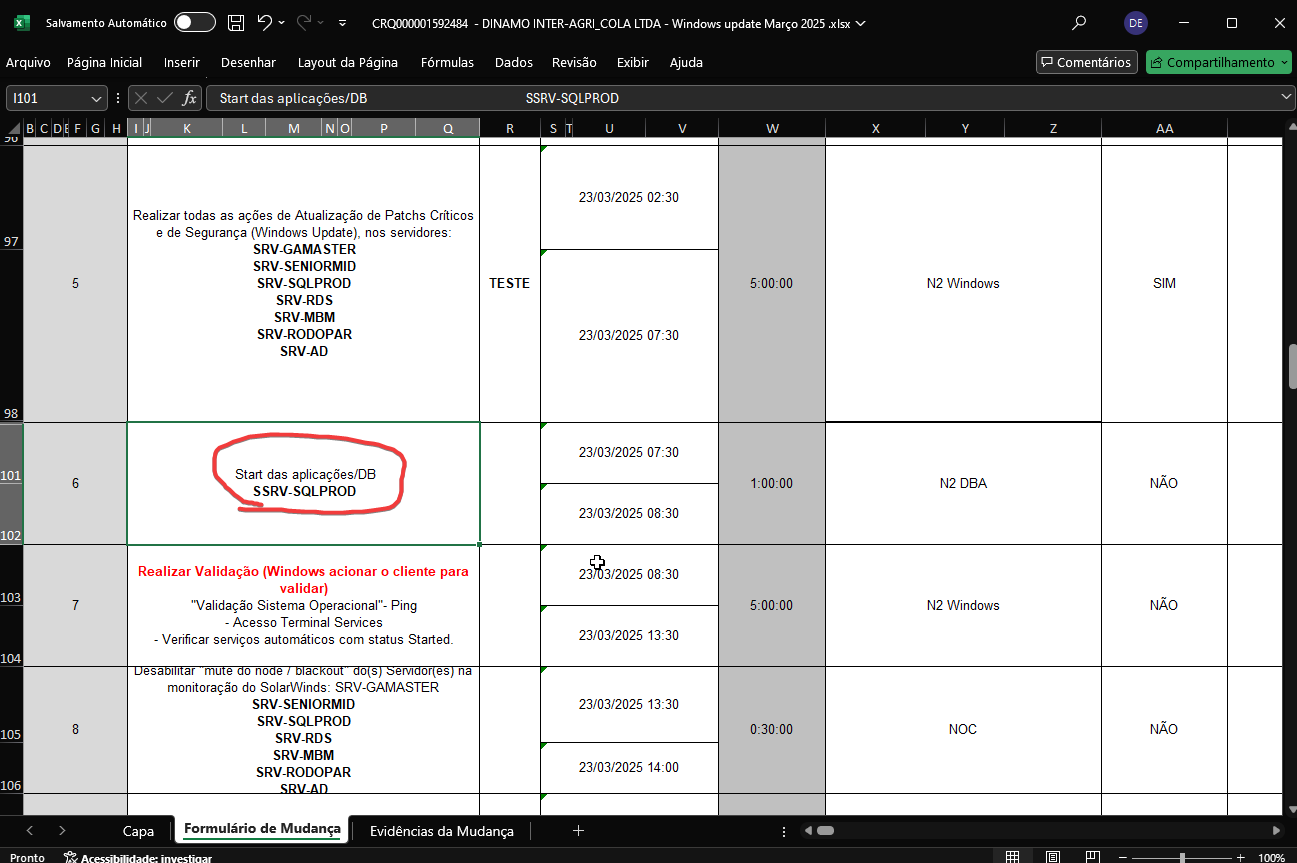 Salvamento Automático
CRQ000001592484 - DINAMO INTER-AGRI_COLA LTDA - Windows update Março 2025 .xlsx
DE
Arquivo Página Inicial Inserir Desenhar Layout da Página Fórmulas Dados Revisão Exibir Ajuda
Comentários
Compartilhamento
I101
fx
Start das aplicações/DB SSRV-SQLPROD
B C D E F G H I J K L M N O P Q R S T U V W X Y Z AA
96
97
98
5
Realizar todas as ações de Atualização de Patchs Críticos
e de Segurança (Windows Update), nos servidores:
SRV-GAMASTER
SRV-SENIORMID
SRV-SQLPROD
SRV-RDS
SRV-MBM
SRV-RODOPAR
SRV-AD
TESTE
23/03/2025 02:30
23/03/2025 07:30
5:00:00
N2 Windows
SIM
101
102
6
Start das aplicações/DB
SSRV-SQLPROD
23/03/2025 07:30
23/03/2025 08:30
1:00:00
N2 DBA
NÃO
103
104
7
Realizar Validação (Windows acionar o cliente para
validar)
"Validação Sistema Operacional"- Ping
- Acesso Terminal Services
- Verificar serviços automáticos com status Started.
23/03/2025 08:30
23/03/2025 13:30
5:00:00
N2 Windows
NÃO
105
106
8
Desabilitar "mute do node / blackout" do(s) Servidor(es) na
monitoração do SolarWinds: SRV-GAMASTER
SRV-SENIORMID
SRV-SQLPROD
SRV-RDS
SRV-MBM
SRV-RODOPAR
SRV-AD
23/03/2025 13:30
23/03/2025 14:00
0:30:00
NOC
NÃO
Capa
Formulário de Mudança
Evidências da Mudança
Pronto
Acessibilidade: investigar
100%